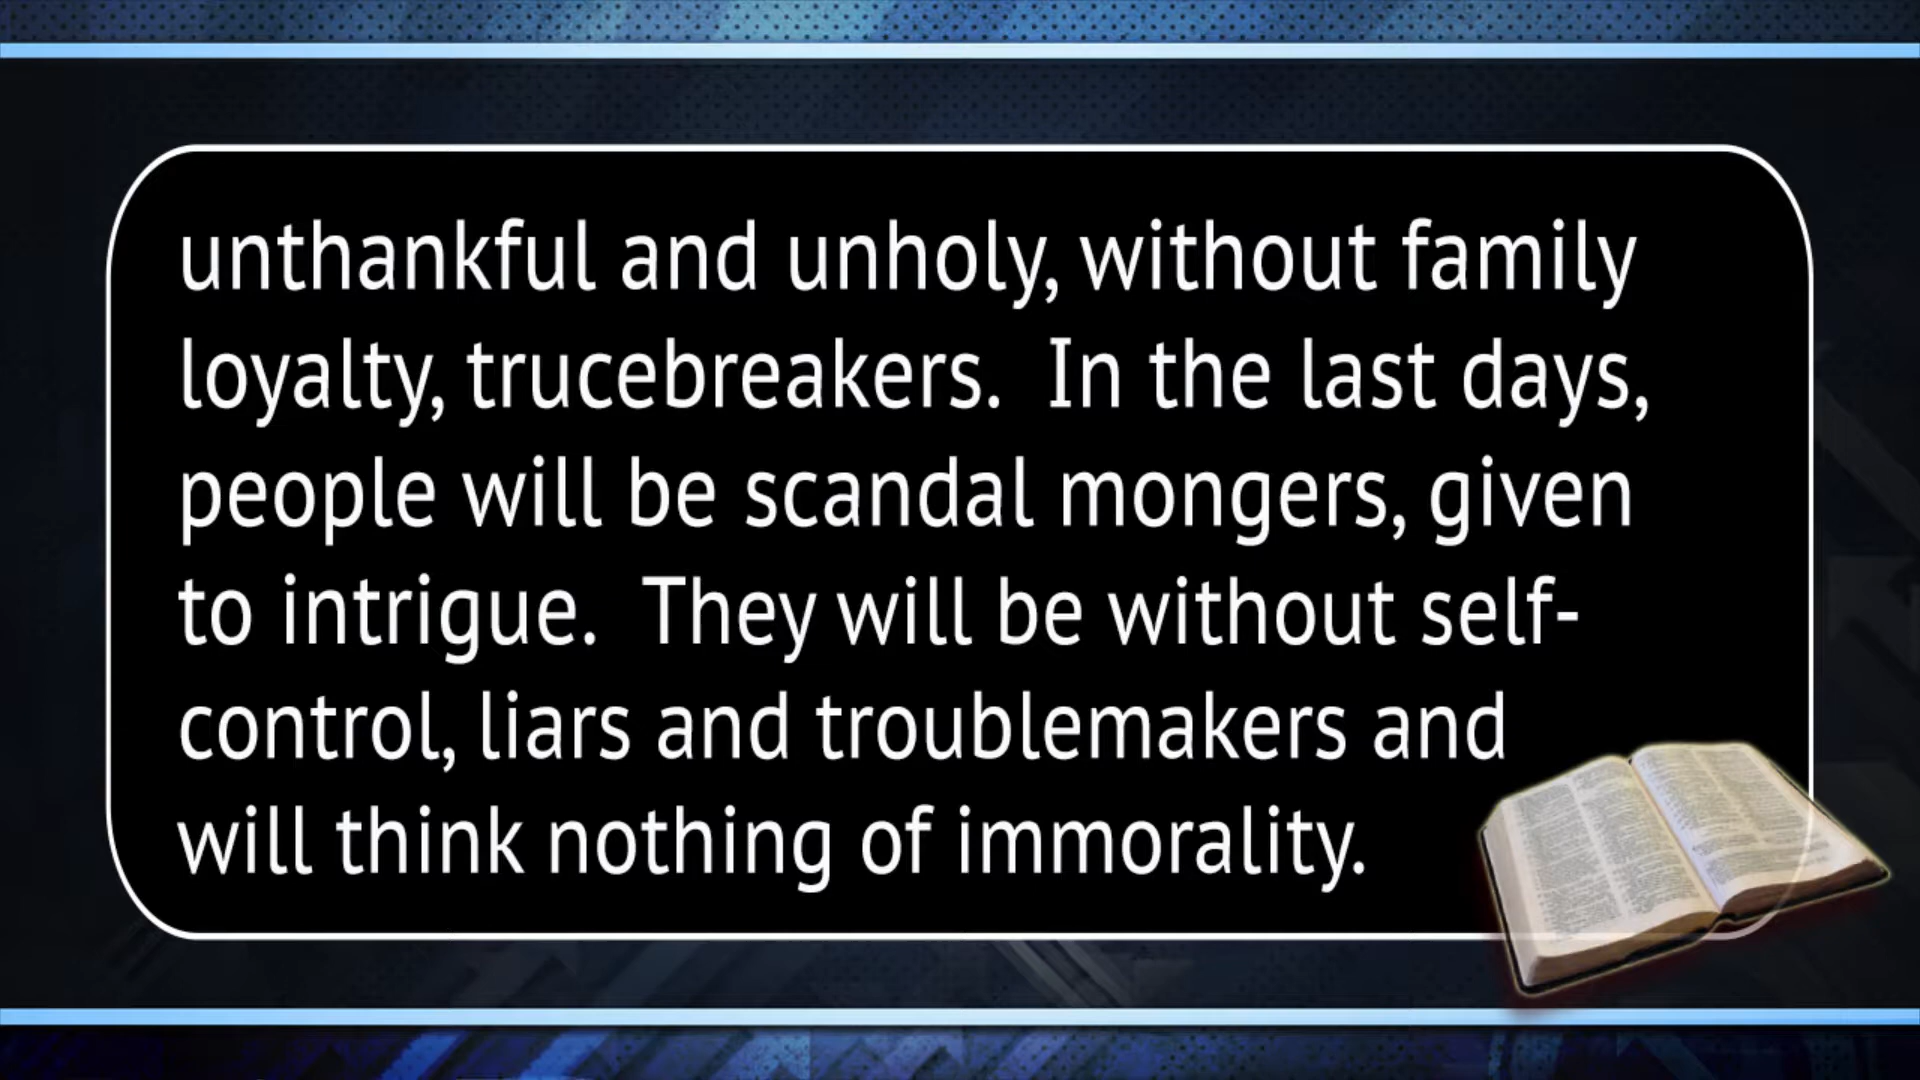 unthankful and unholy, without family
loyalty, trucebreakers.  In the last days,
people will be scandal mongers, given
to intrigue.  They will be without self-
control, liars and troublemakers and
will think nothing of immorality.